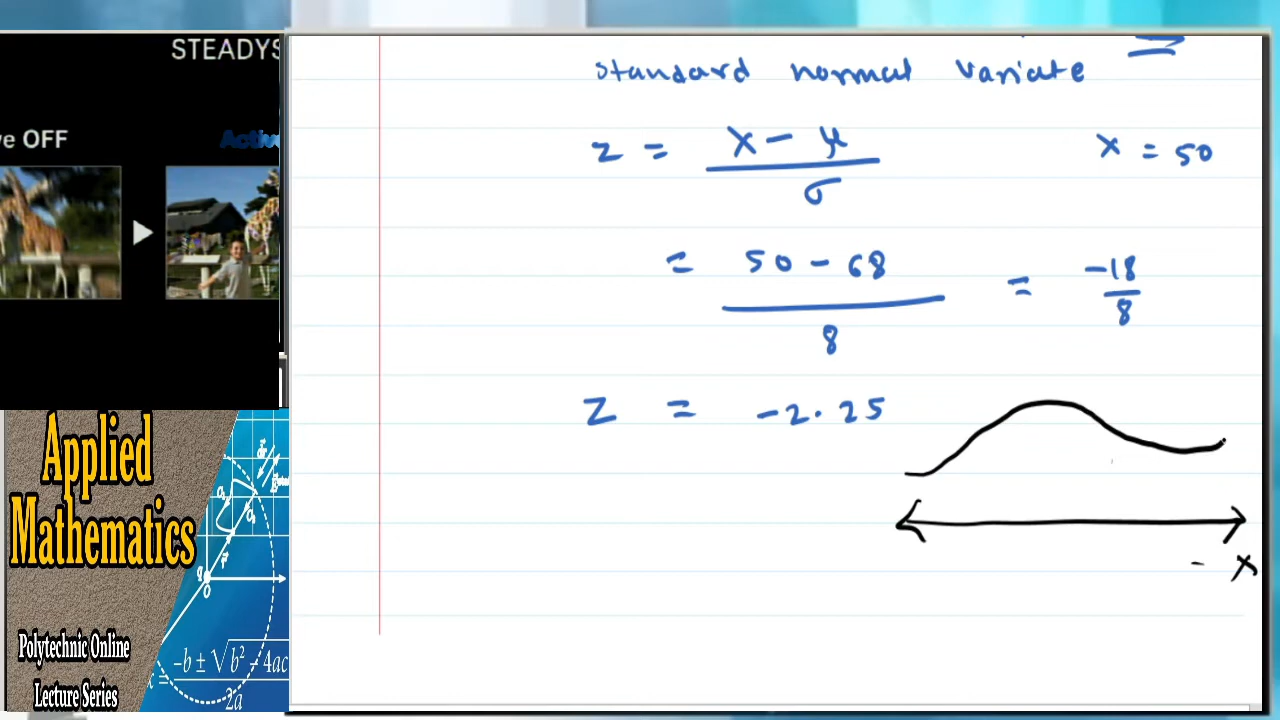 STEADYS
ve OFF
Active
Applied
Mathematics
Polytechnic Online
Lecture Series
-b ± √b² - 4ac
2a
standard normal variate
z = x - μ
σ
x = 50
= 50 - 68
8
= -18
8
z = -2.25
- x